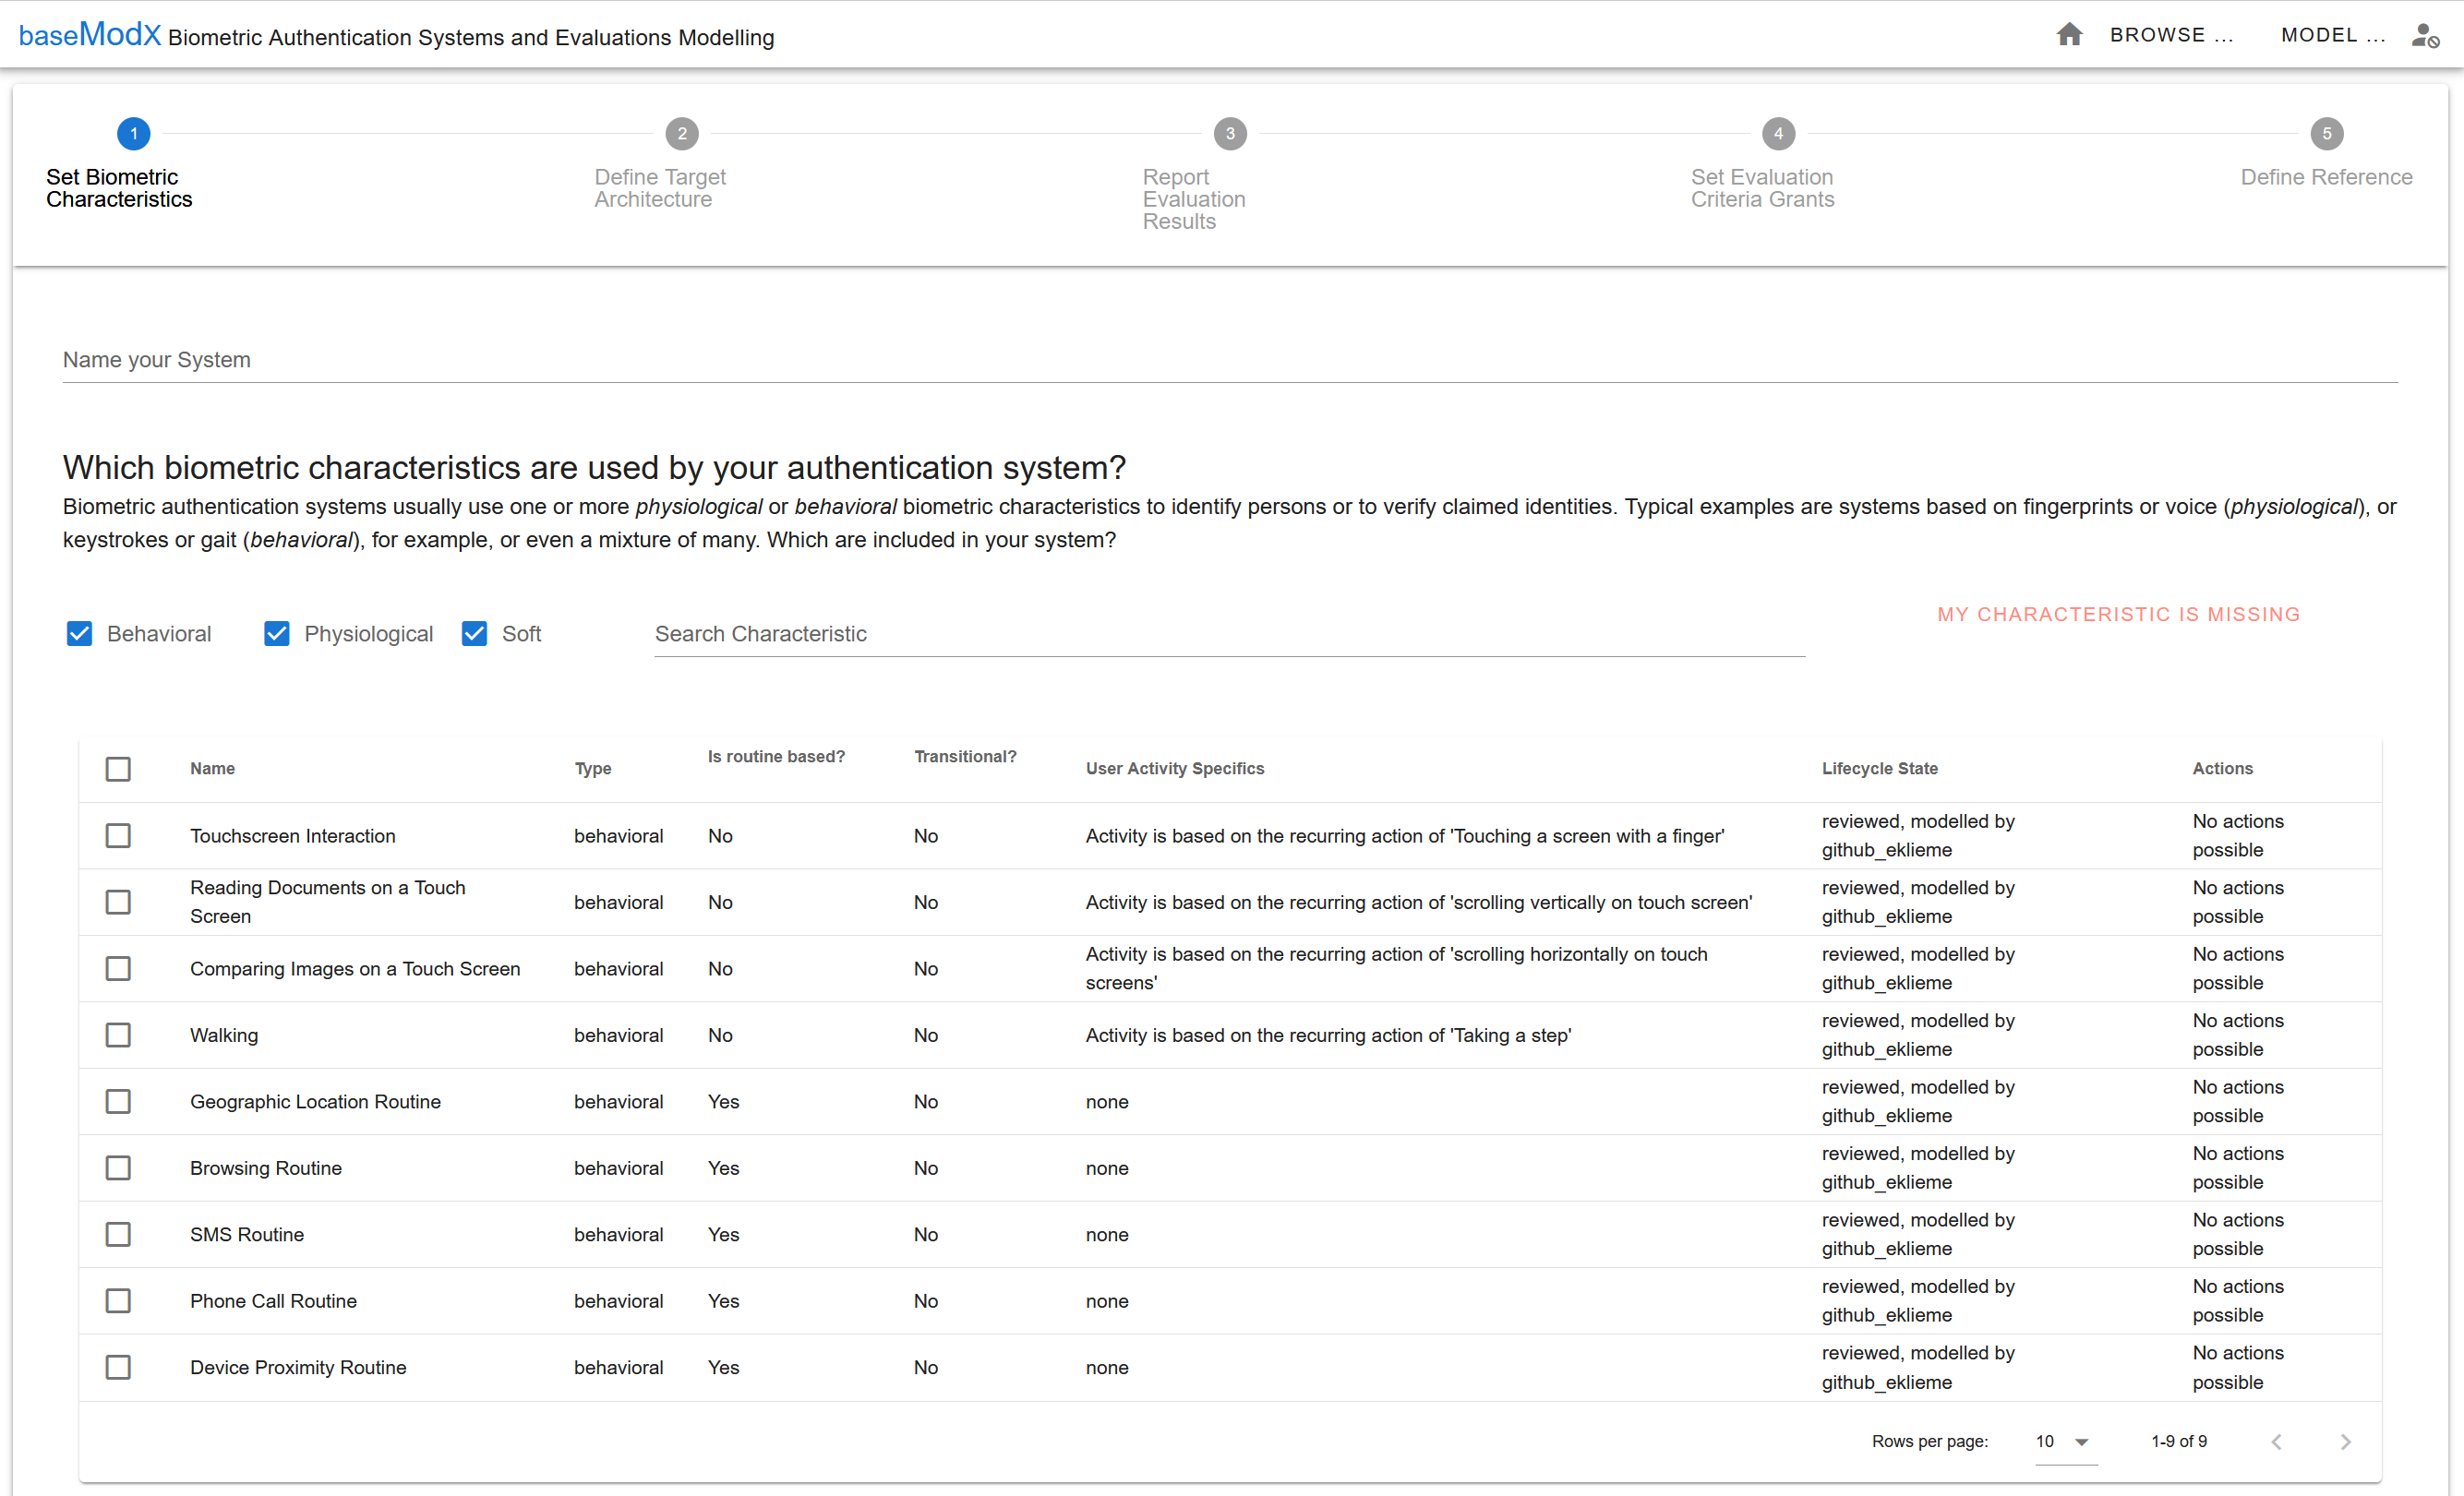 baseModX Biometric Authentication Systems and Evaluations Modelling
BROWSE ...
MODEL ...
1
2
3
4
5
Set Biometric
Characteristics
Define Target
Architecture
Report
Evaluation
Results
Set Evaluation
Criteria Grants
Define Reference
Name your System
Which biometric characteristics are used by your authentication system?
Biometric authentication systems usually use one or more physiological or behavioral biometric characteristics to identify persons or to verify claimed identities. Typical examples are systems based on fingerprints or voice (physiological), or
keystrokes or gait (behavioral), for example, or even a mixture of many. Which are included in your system?
Behavioral
Physiological
Soft
Search Characteristic
MY CHARACTERISTIC IS MISSING
Name
Type
Is routine based?
Transitional?
User Activity Specifics
Lifecycle State
Actions
Touchscreen Interaction
behavioral
No
No
Activity is based on the recurring action of 'Touching a screen with a finger'
reviewed, modelled by
github_eklieme
No actions
possible
Reading Documents on a Touch
Screen
behavioral
No
No
Activity is based on the recurring action of 'scrolling vertically on touch screen'
reviewed, modelled by
github_eklieme
No actions
possible
Comparing Images on a Touch Screen
behavioral
No
No
Activity is based on the recurring action of 'scrolling horizontally on touch
screens'
reviewed, modelled by
github_eklieme
No actions
possible
Walking
behavioral
No
No
Activity is based on the recurring action of 'Taking a step'
reviewed, modelled by
github_eklieme
No actions
possible
Geographic Location Routine
behavioral
Yes
No
none
reviewed, modelled by
github_eklieme
No actions
possible
Browsing Routine
behavioral
Yes
No
none
reviewed, modelled by
github_eklieme
No actions
possible
SMS Routine
behavioral
Yes
No
none
reviewed, modelled by
github_eklieme
No actions
possible
Phone Call Routine
behavioral
Yes
No
none
reviewed, modelled by
github_eklieme
No actions
possible
Device Proximity Routine
behavioral
Yes
No
none
reviewed, modelled by
github_eklieme
No actions
possible
Rows per page:
10
1-9 of 9